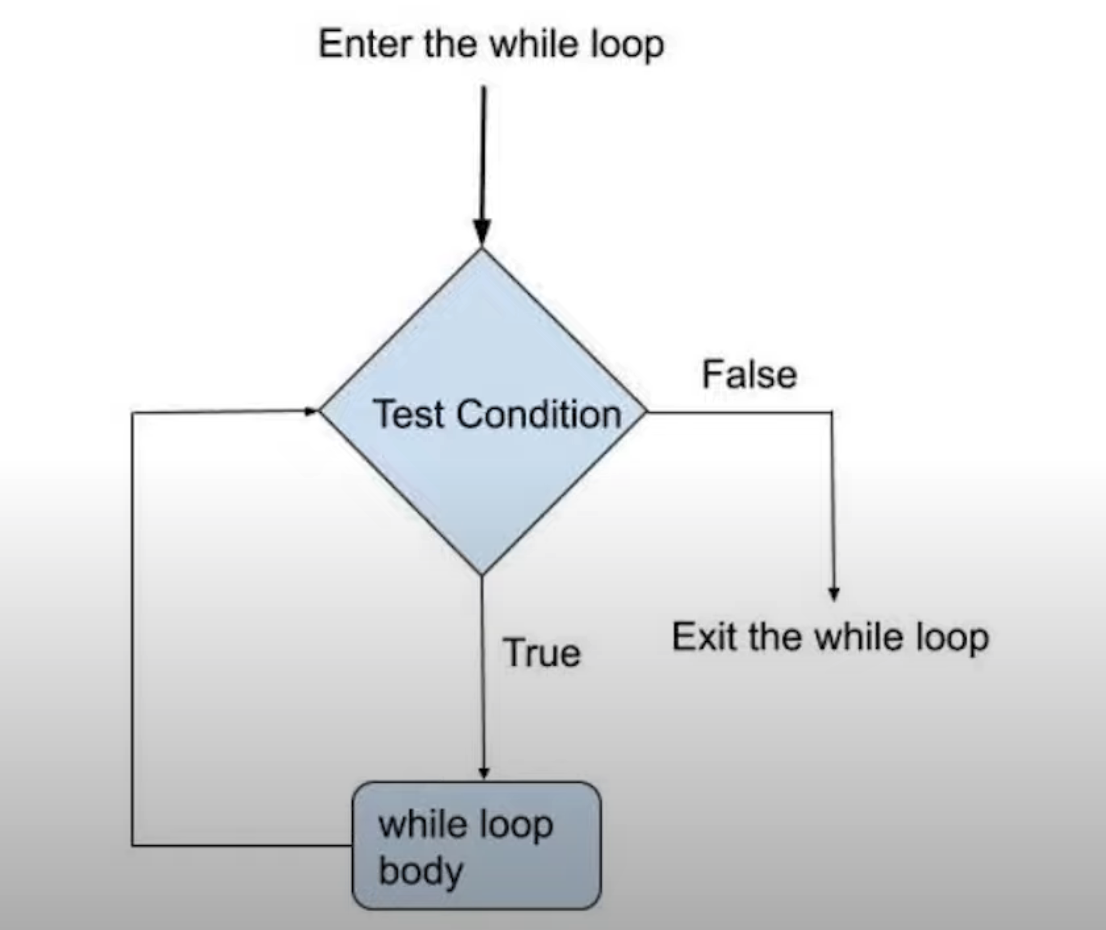 Enter the while loop
False
Test Condition
True
Exit the while loop
while loop
body